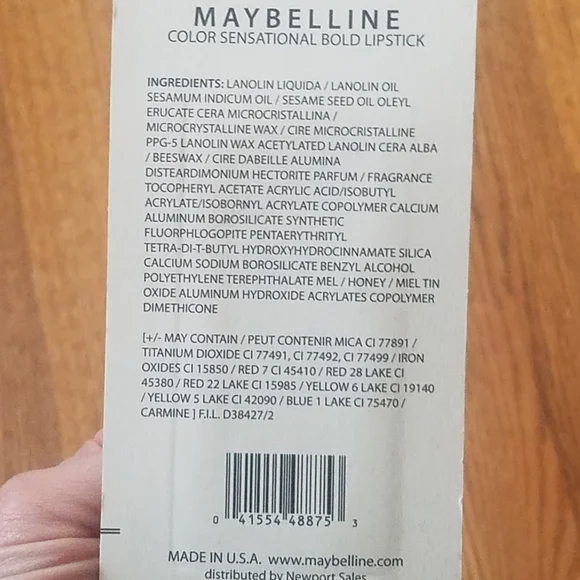 MAYBELLINE
COLOR SENSATIONAL BOLD LIPSTICK
INGREDIENTS: LANOLIN LIQUIDA / LANOLIN OIL
SESAMUM INDICUM OIL / SESAME SEED OIL OLEYL
ERUCATE CERA MICROCRISTALLINA /
MICROCRYSTALLINE WAX / CIRE MICROCRISTALLINE
PPG-5 LANOLIN WAX ACETYLATED LANOLIN CERA ALBA
/ BEESWAX / CIRE DABEILLE ALUMINA
DISTEARDIMONIUM HECTORITE PARFUM / FRAGRANCE
TOCOPHERYL ACETATE ACRYLIC ACID/ISOBUTYL
ACRYLATE/ISOBORNYL ACRYLATE COPOLYMER CALCIUM
ALUMINUM BOROSILICATE SYNTHETIC
FLUORPHLOGOPITE PENTAERYTHRITYL
TETRA-DI-T-BUTYL HYDROXYHYDROCINNAMATE SILICA
CALCIUM SODIUM BOROSILICATE BENZYL ALCOHOL
POLYETHYLENE TEREPHTHALATE MEL / HONEY / MIEL TIN
OXIDE ALUMINUM HYDROXIDE ACRYLATES COPOLYMER
DIMETHICONE
[+/- MAY CONTAIN / PEUT CONTENIR MICA CI 77891 /
TITANIUM DIOXIDE CI 77491, CI 77492, CI 77499 / IRON
OXIDES CI 15850 / RED 7 CI 45410 / RED 28 LAKE CI
45380 / RED 22 LAKE CI 15985 / YELLOW 6 LAKE CI 19140
/ YELLOW 5 LAKE CI 42090 / BLUE 1 LAKE CI 75470 /
CARMINE ] F.I.L. D38427/2
0 41554 48875 3
MADE IN U.S.A. www.maybelline.com
distributed by Newport Sales